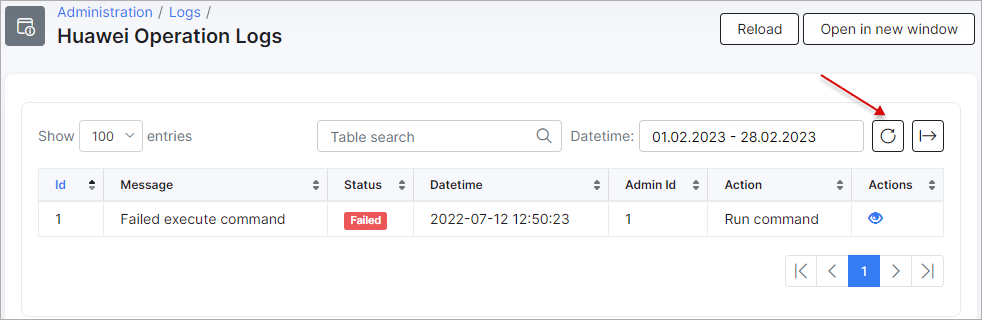 Administration / Logs /
Huawei Operation Logs
Reload Open in new window
Show 100 entries Table search Datetime: 01.02.2023 - 28.02.2023
Id Message Status Datetime Admin Id Action Actions
1 Failed execute command Failed 2022-07-12 12:50:23 1 Run command
1